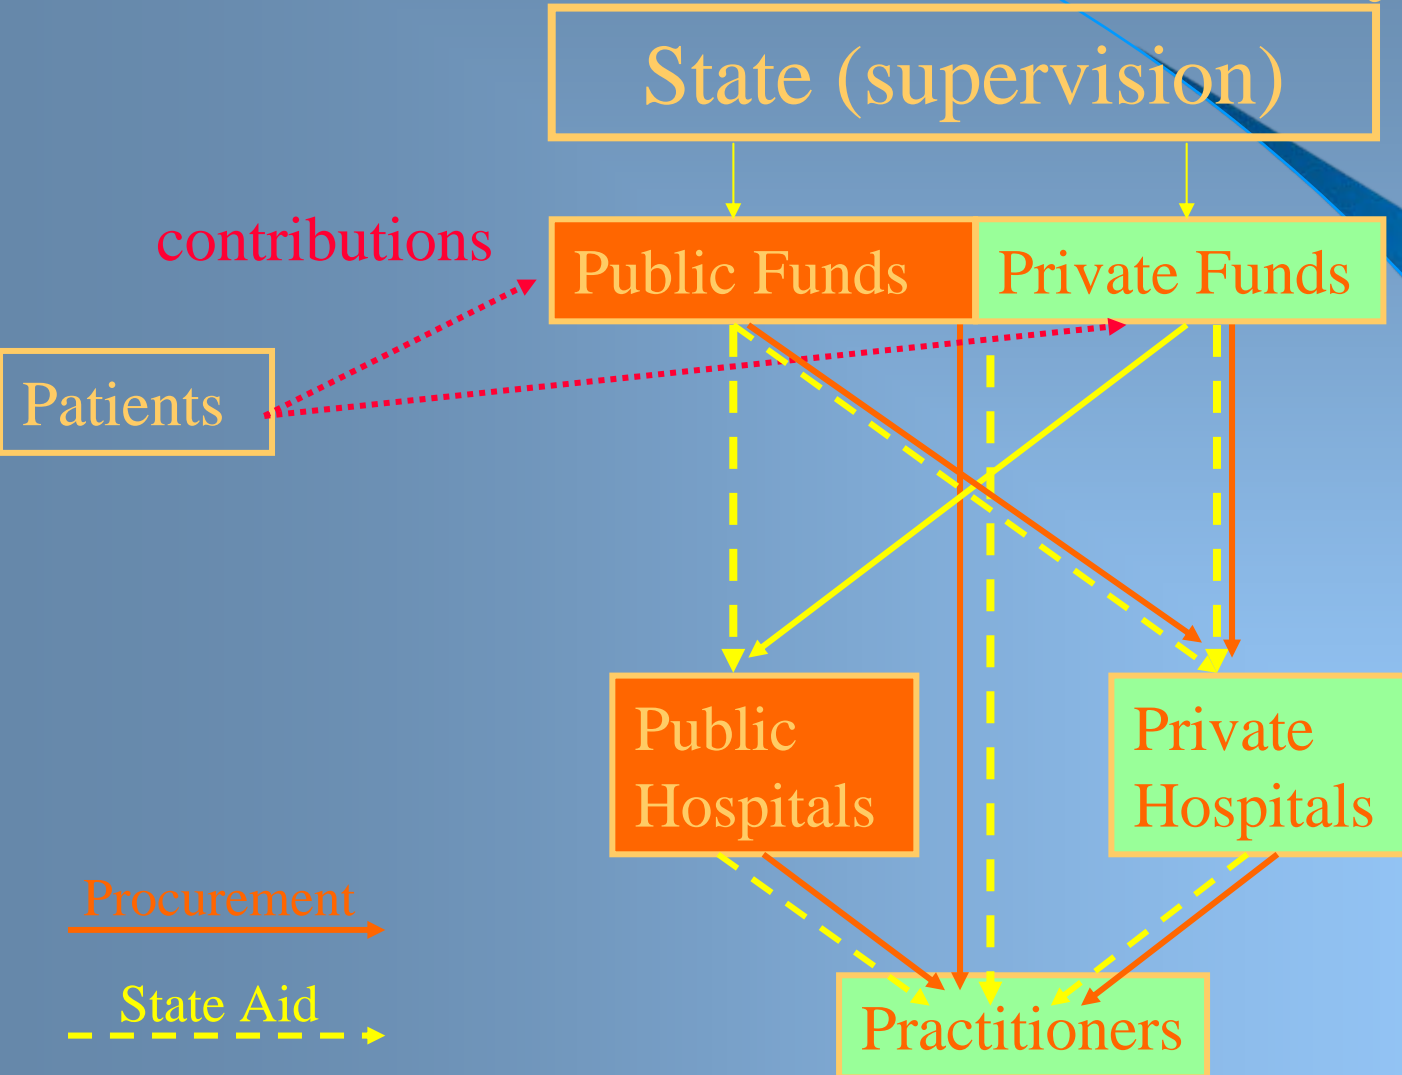 State (supervision)
contributions
Public Funds
Private Funds
Patients
Public
Hospitals
Private
Hospitals
Procurement
State Aid
Practitioners